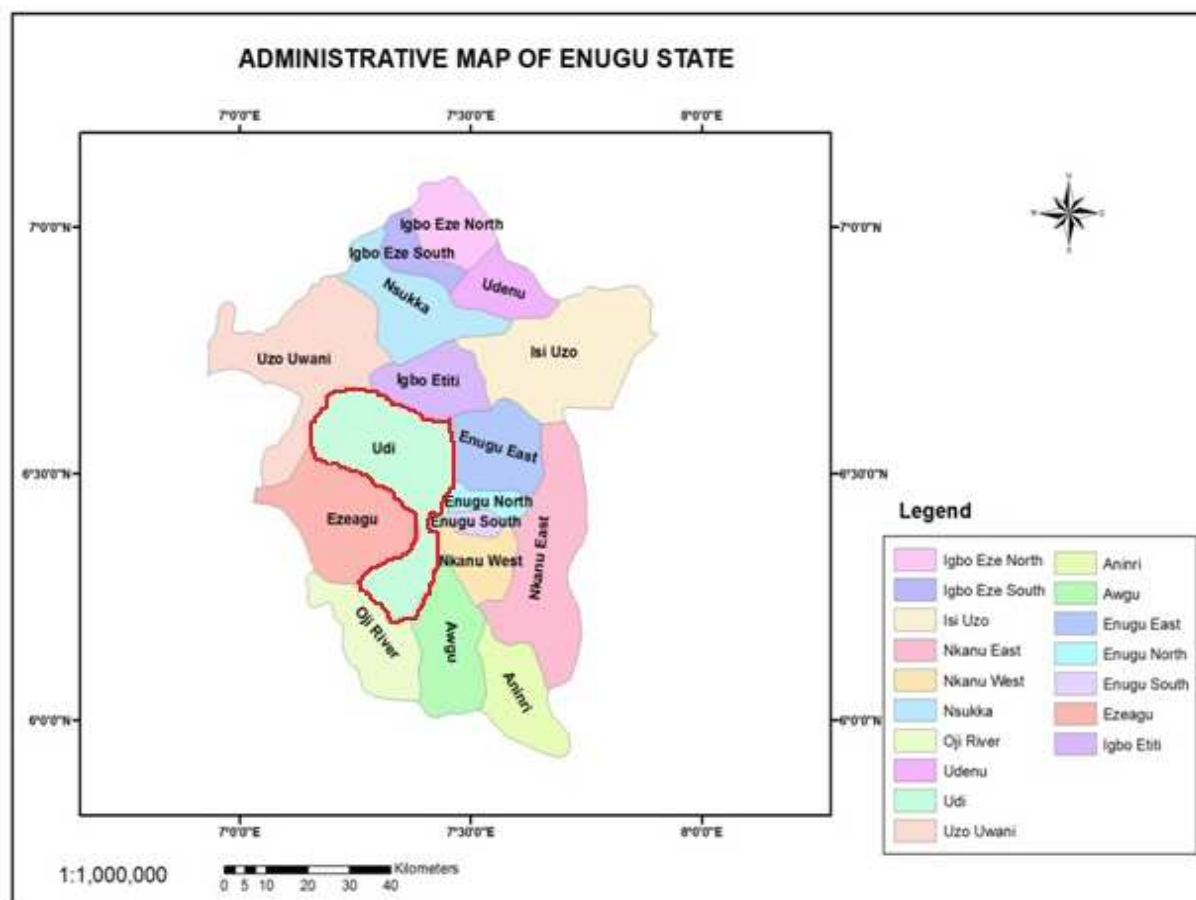 ADMINISTRATIVE MAP OF ENUGU STATE
7°0'0"E 7°30'0"E 8°0'0"E
N
W
S
7°0'0"N 7°0'0"N
Igbo Eze North
Igbo Eze South
Nsukka
Udenu
Isi Uzo
Uzo Uwani
Igbo Etiti
Udi
Enugu East
6°30'0"N 6°30'0"N
Enugu North
Ezeagu
Enugu South
Nkanu West
Nkanu East
Oji River
Awgu
Aninri
6°0'0"N 6°0'0"N
7°0'0"E 7°30'0"E 8°0'0"E
Legend
Igbo Eze North
Igbo Eze South
Isi Uzo
Nkanu East
Nkanu West
Nsukka
Oji River
Udenu
Udi
Uzo Uwani
Aninri
Awgu
Enugu East
Enugu North
Enugu South
Ezeagu
Igbo Etiti
1:1,000,000
Kilometers
0 5 10 20 30 40